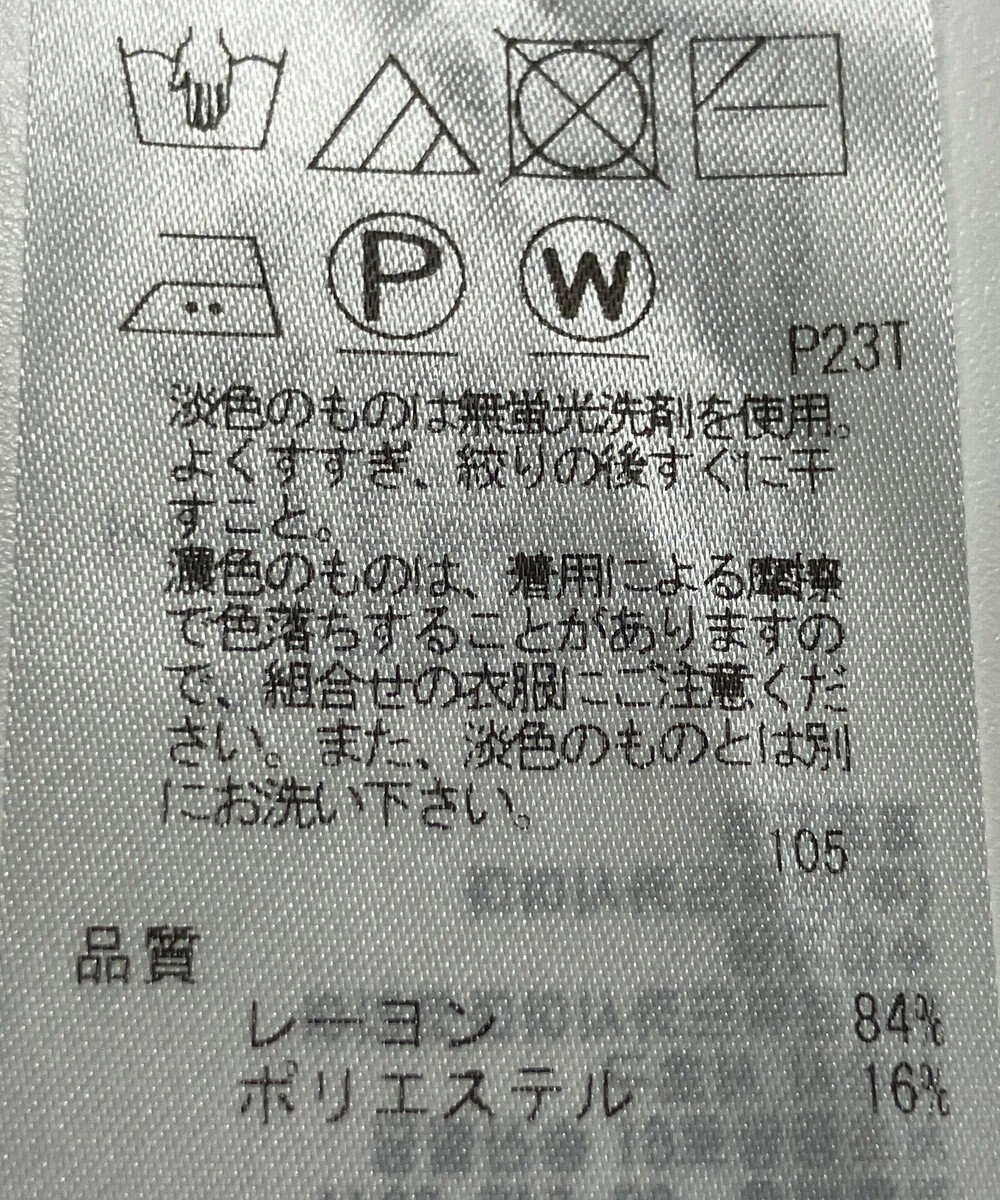 P W
P23T
淡色のものは無蛍光洗剤を使用。
よくすすぎ、絞りの後すぐに干
すこと。
濃色のものは、着用による摩擦
で色落ちすることがありますの
で、組合せの衣服にご注意くだ
さい。また、淡色のものとは別
にお洗い下さい。
105
品質
レーヨン 84%
ポリエステル 16%